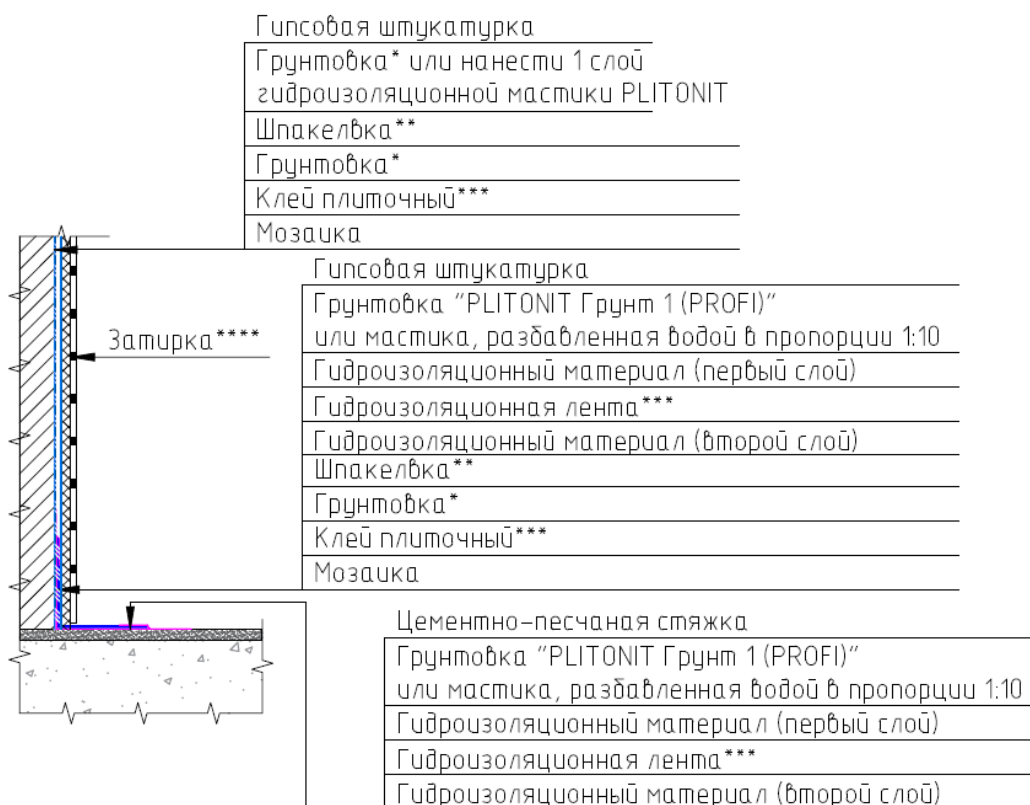 Гипсовая штукатурка
Грунтовка* или нанести 1 слой
гидроизоляционной мастики PLITONIT
Шпакелвка**
Грунтовка*
Клей плиточный***
Мозаика
Гипсовая штукатурка
Грунтовка "PLITONIT Грунт 1 (PROFI)"
или мастика, разбавленная водой в пропорции 1:10
Гидроизоляционный материал (первый слой)
Гидроизоляционная лента***
Гидроизоляционный материал (второй слой)
Шпакелвка**
Грунтовка*
Клей плиточный***
Мозаика
Затирка****
Цементно-песчаная стяжка
Грунтовка "PLITONIT Грунт 1 (PROFI)"
или мастика, разбавленная водой в пропорции 1:10
Гидроизоляционный материал (первый слой)
Гидроизоляционная лента***
Гидроизоляционный материал (второй слой)